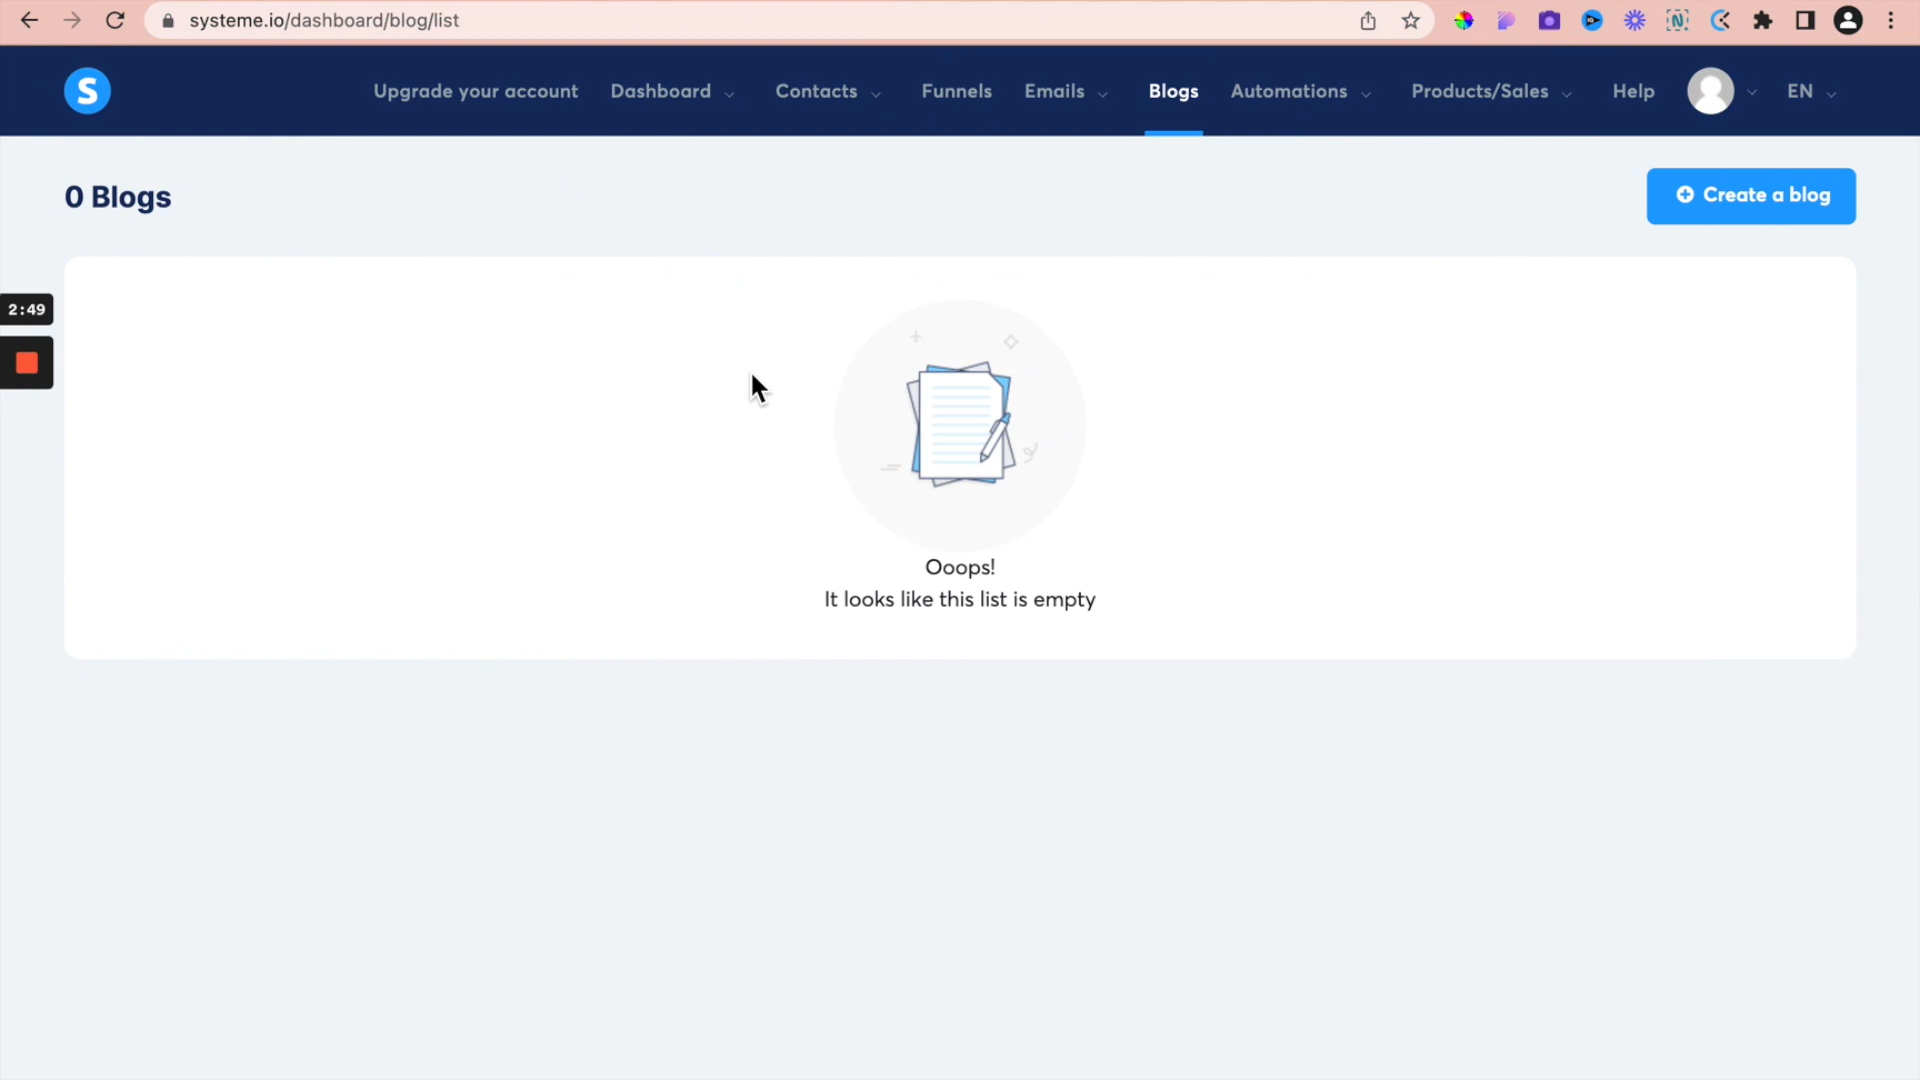 systeme.io/dashboard/blog/list
S
Upgrade your account Dashboard Contacts Funnels Emails Blogs Automations Products/Sales Help EN
0 Blogs
Create a blog
2:49
Ooops!
It looks like this list is empty